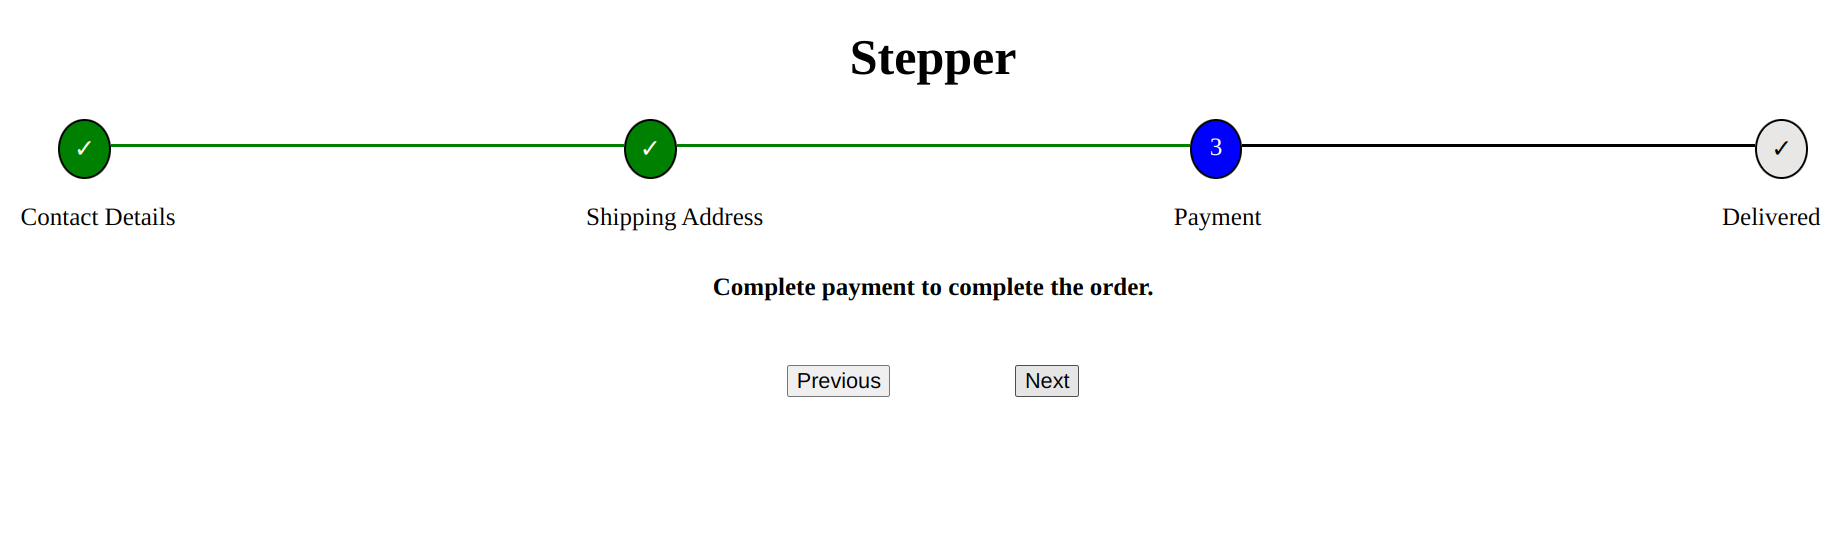 Stepper
✓ ✓ 3 ✓
Contact Details Shipping Address Payment Delivered
Complete payment to complete the order.
Previous Next